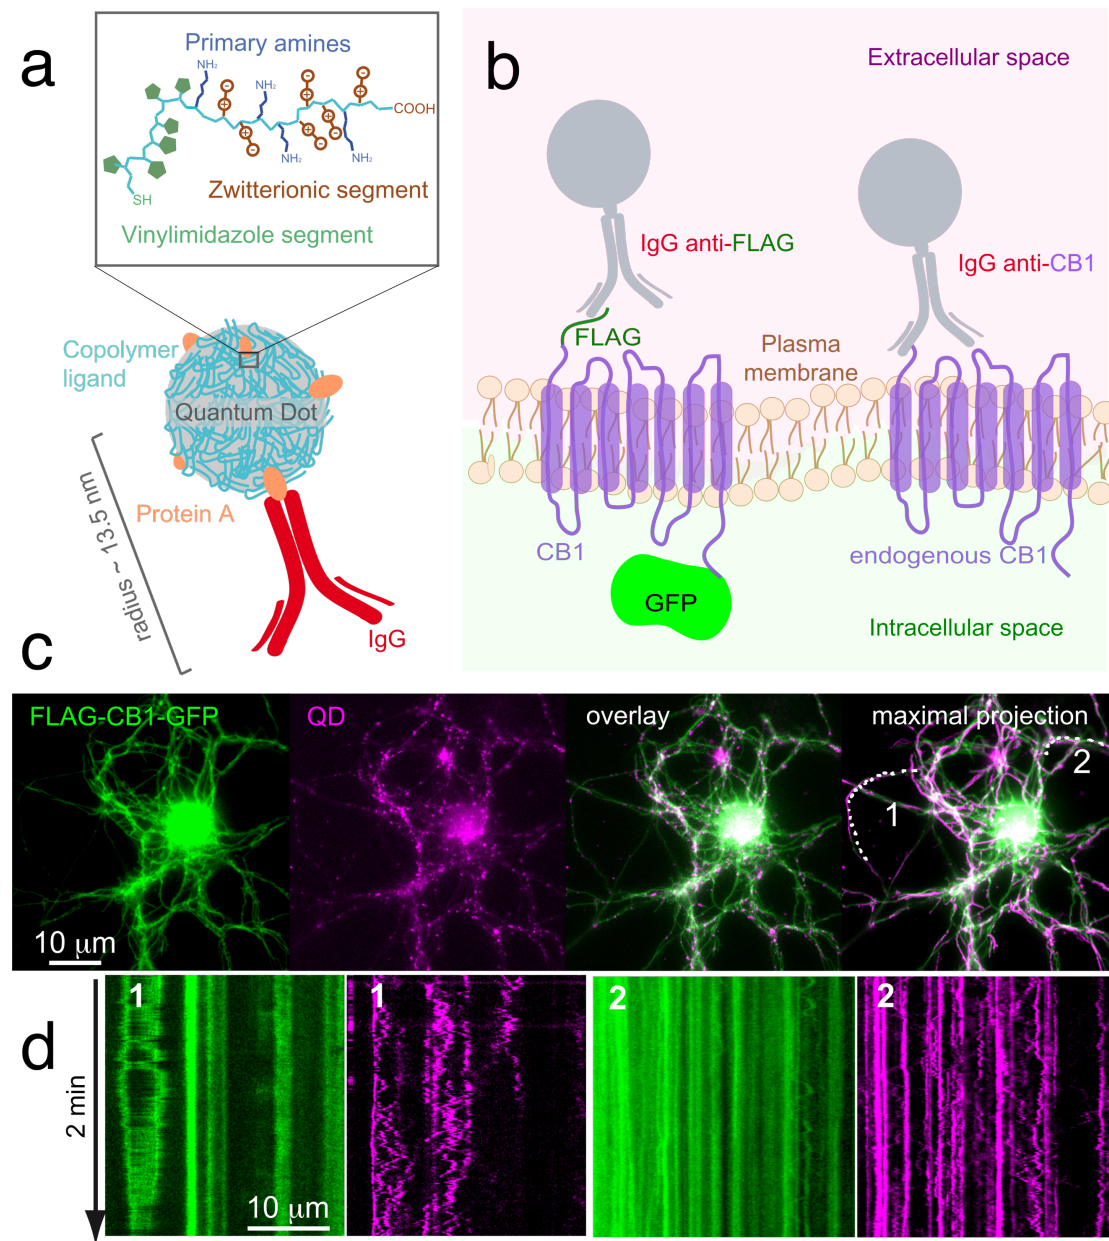 a
Primary amines
NH₂
NH₂
NH₂
NH₂
COOH
SH
Zwitterionic segment
Vinylimidazole segment
Copolymer
ligand
Quantum Dot
Protein A
radius ~ 13.5 nm
IgG
b
Extracellular space
IgG anti-FLAG
IgG anti-CB1
FLAG
Plasma
membrane
CB1
endogenous CB1
GFP
Intracellular space
c
FLAG-CB1-GFP
QD
overlay
maximal projection
1
2
10 μm
d
2 min
1
1
2
2
10 μm